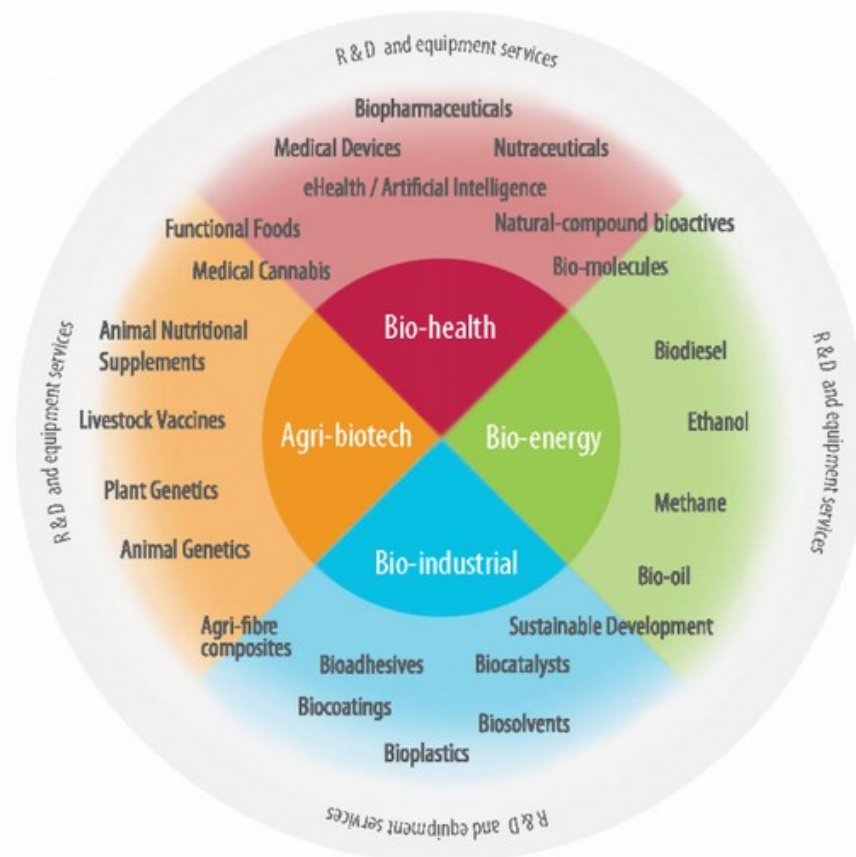 R & D and equipment services
Biopharmaceuticals
Medical Devices
Nutraceuticals
eHealth / Artificial Intelligence
Functional Foods
Natural-compound bioactives
Medical Cannabis
Bio-molecules
Bio-health
Animal Nutritional
Supplements
Biodiesel
R & D and equipment services
R & D and equipment services
Livestock Vaccines
Ethanol
Agri-biotech
Bio-energy
Plant Genetics
Methane
Animal Genetics
Bio-industrial
Bio-oil
Agri-fibre
composites
Sustainable Development
Bioadhesives
Biocatalysts
Biocoatings
Biosolvents
Bioplastics
R & D and equipment services